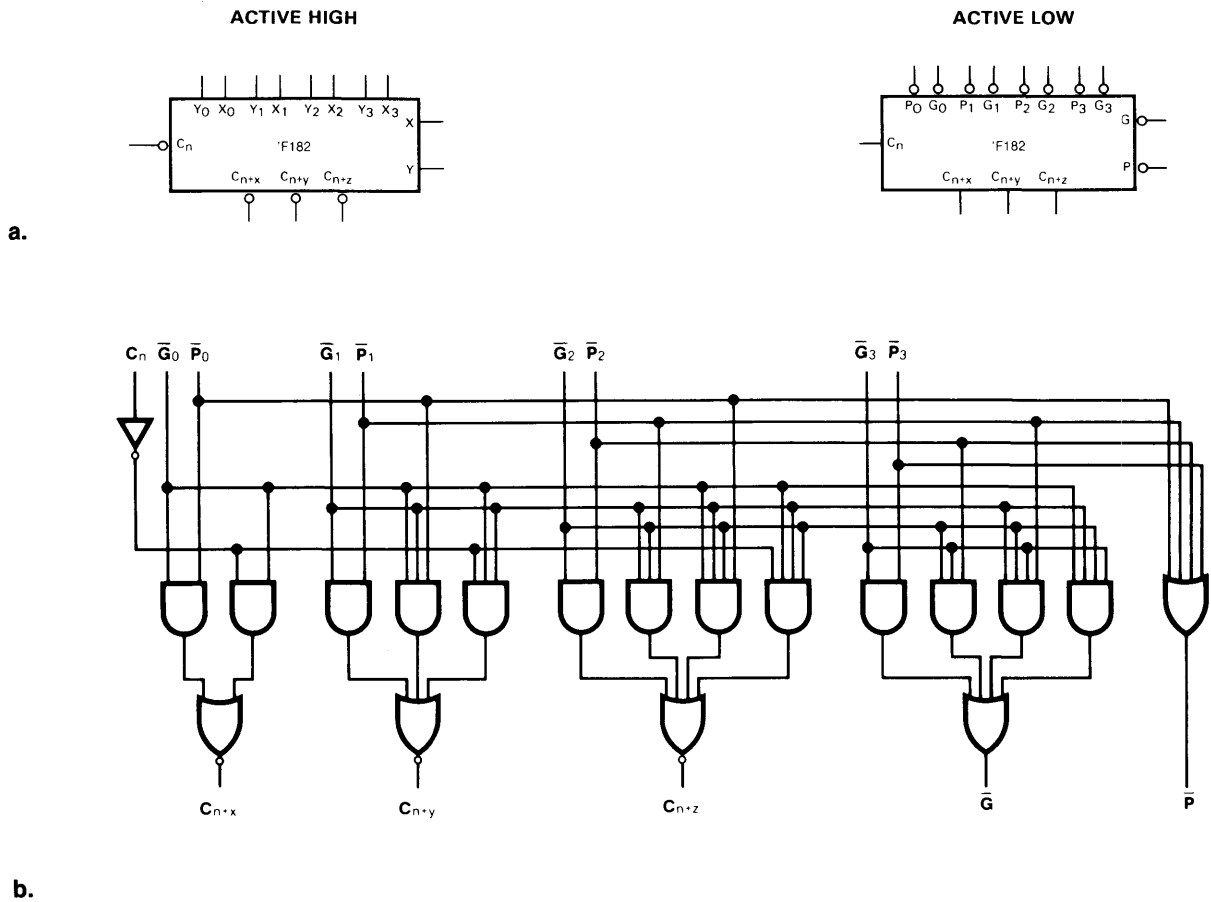 ACTIVE HIGH
ACTIVE LOW
Y₀ X₀ Y₁ X₁ Y₂ X₂ Y₃ X₃
X
Cₙ
'F182
Y
Cₙ₊ₓ Cₙ₊y Cₙ₊z
P₀ G₀ P₁ G₁ P₂ G₂ P₃ G₃
G
Cₙ
'F182
P
Cₙ₊ₓ Cₙ₊y Cₙ₊z
a.
Cₙ G̅₀ P̅₀ G̅₁ P̅₁ G̅₂ P̅₂ G̅₃ P̅₃
Cₙ₊ₓ Cₙ₊y Cₙ₊z G̅ P̅
b.